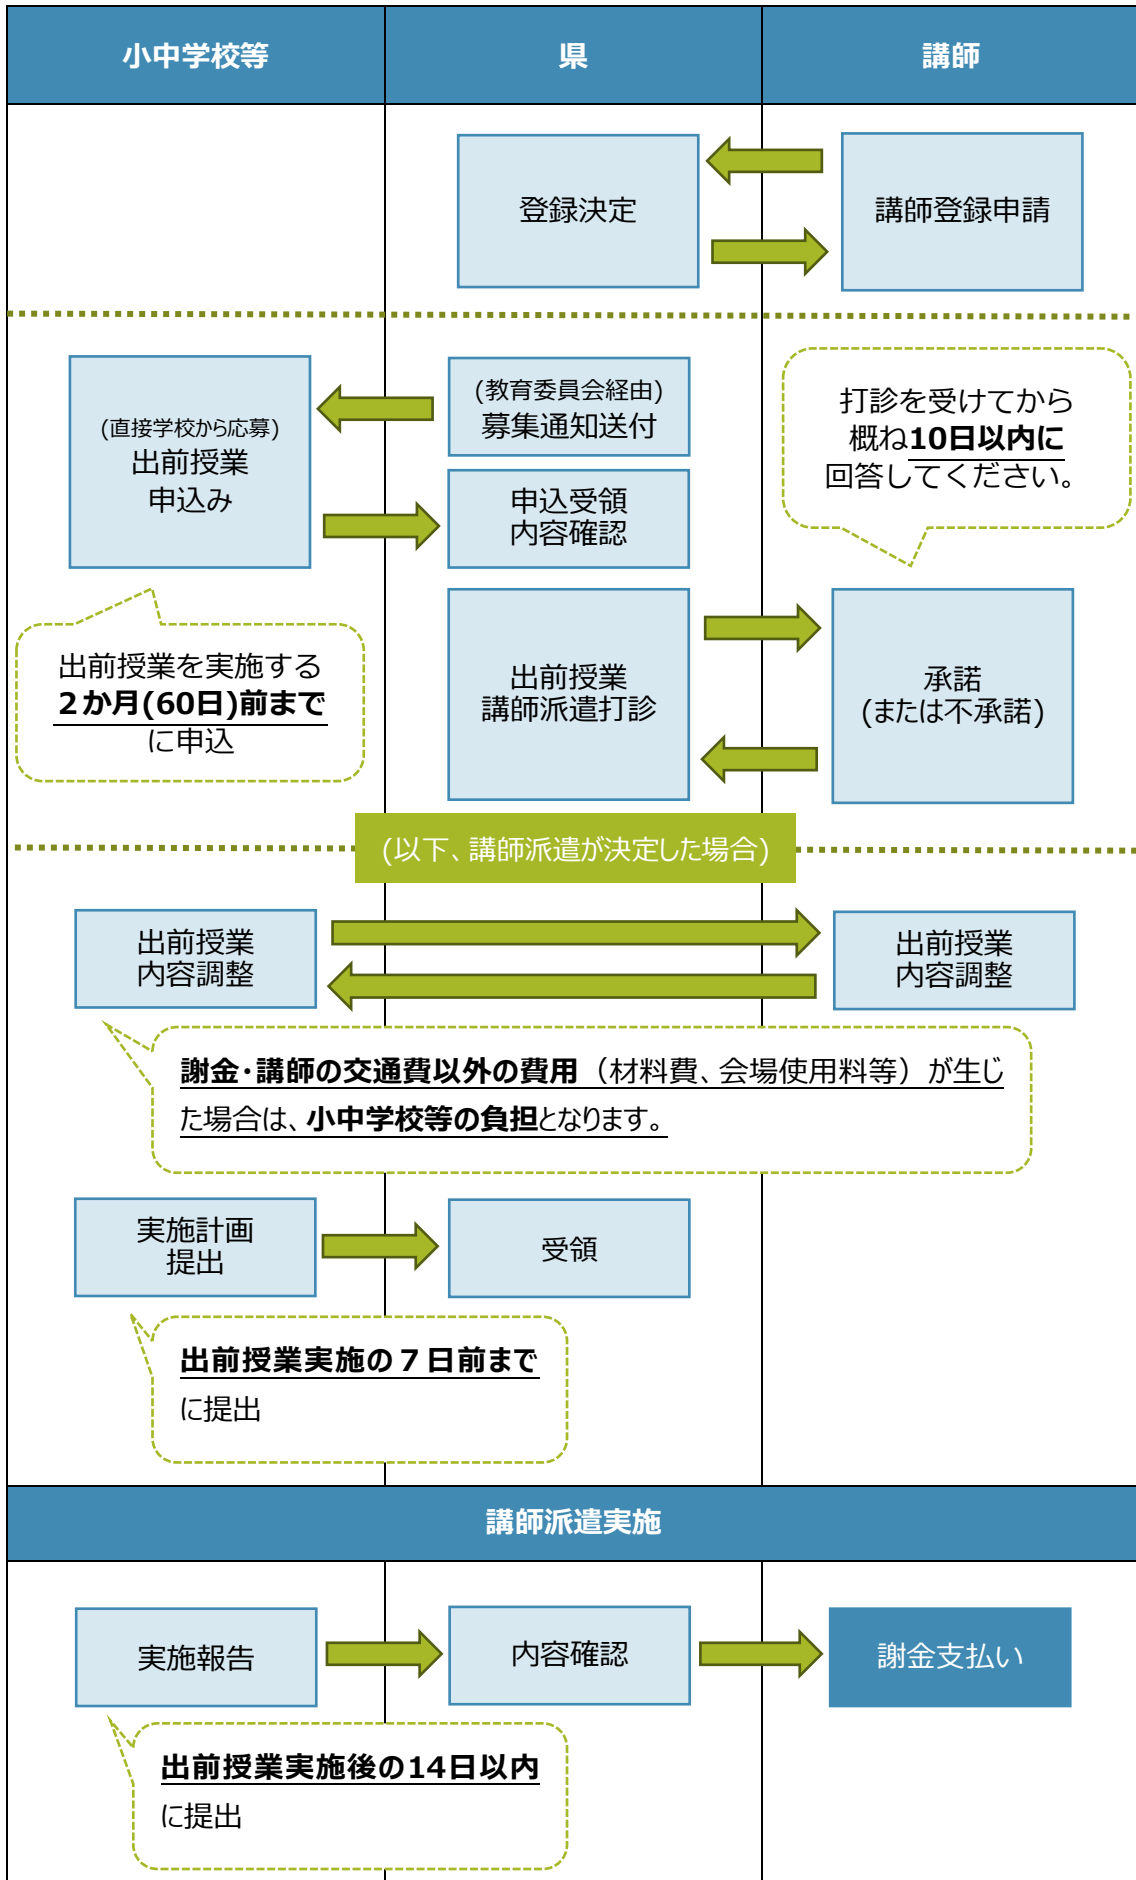 小中学校等
県
講師
登録決定
講師登録申請
(直接学校から応募)
出前授業
申込み
(教育委員会経由)
募集通知送付
申込受領
内容確認
打診を受けてから
概ね10日以内に
回答してください。
出前授業を実施する
２か月(60日)前まで
に申込
出前授業
講師派遣打診
承諾
(または不承諾)
(以下、講師派遣が決定した場合)
出前授業
内容調整
出前授業
内容調整
謝金・講師の交通費以外の費用（材料費、会場使用料等）が生じ
た場合は、小中学校等の負担となります。
実施計画
提出
受領
出前授業実施の７日前まで
に提出
講師派遣実施
実施報告
内容確認
謝金支払い
出前授業実施後の14日以内
に提出